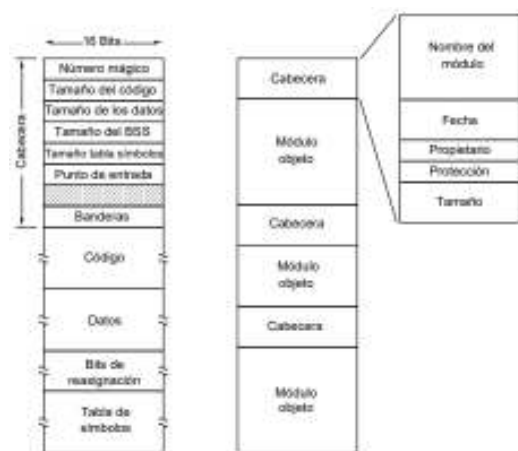 16 Bits
Cabecera
Número mágico
Tamaño del código
Tamaño de los datos
Tamaño del BSS
Tamaño tabla símbolos
Punto de entrada
Banderas
Código
Datos
Bits de
reasignación
Tabla de
símbolos
Cabecera
Módulo
objeto
Cabecera
Módulo
objeto
Cabecera
Módulo
objeto
Nombre del
módulo
Fecha
Propietario
Protección
Tamaño